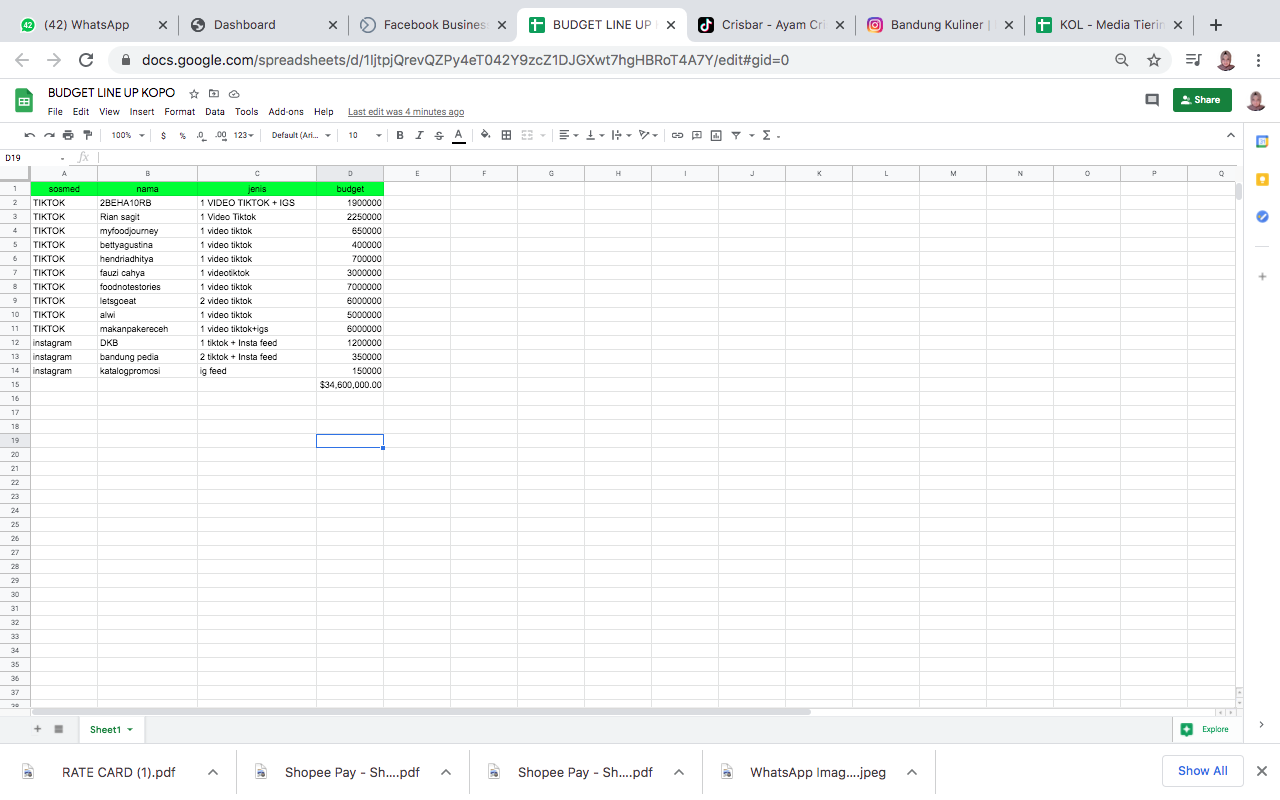 42 (42) WhatsApp
Dashboard
Facebook Business
BUDGET LINE UP
Crisbar - Ayam Cri
Bandung Kuliner |
KOL - Media Tierin
docs.google.com/spreadsheets/d/1ljtpjQrevQZPy4eT042Y9zcZ1DJGXwt7hgHBRoT4A7Y/edit#gid=0
BUDGET LINE UP KOPO
File Edit View Insert Format Data Tools Add-ons Help Last edit was 4 minutes ago
Share
100% $ % .0 .00 123 Default (Ari... 10 B I S A
D19 fx
A B C D E F G H I J K L M N O P Q
1 sosmed nama jenis budget
2 TIKTOK 2BEHA10RB 1 VIDEO TIKTOK + IGS 1900000
3 TIKTOK Rian sagit 1 Video Tiktok 2250000
4 TIKTOK myfoodjourney 1 video tiktok 650000
5 TIKTOK bettyagustina 1 video tiktok 400000
6 TIKTOK hendriadhitya 1 video tiktok 700000
7 TIKTOK fauzi cahya 1 videotiktok 3000000
8 TIKTOK foodnotestories 1 video tiktok 7000000
9 TIKTOK letsgoeat 2 video tiktok 6000000
10 TIKTOK alwi 1 video tiktok 5000000
11 TIKTOK makanpakereceh 1 video tiktok+igs 6000000
12 instagram DKB 1 tiktok + Insta feed 1200000
13 instagram bandung pedia 2 tiktok + Insta feed 350000
14 instagram katalogpromosi ig feed 150000
15 $34,600,000.00
16
17
18
19
20
21
22
23
24
25
26
27
28
29
30
31
32
33
34
35
36
37
38
Sheet1
Explore
RATE CARD (1).pdf
Shopee Pay - Sh....pdf
Shopee Pay - Sh....pdf
WhatsApp Imag....jpeg
Show All